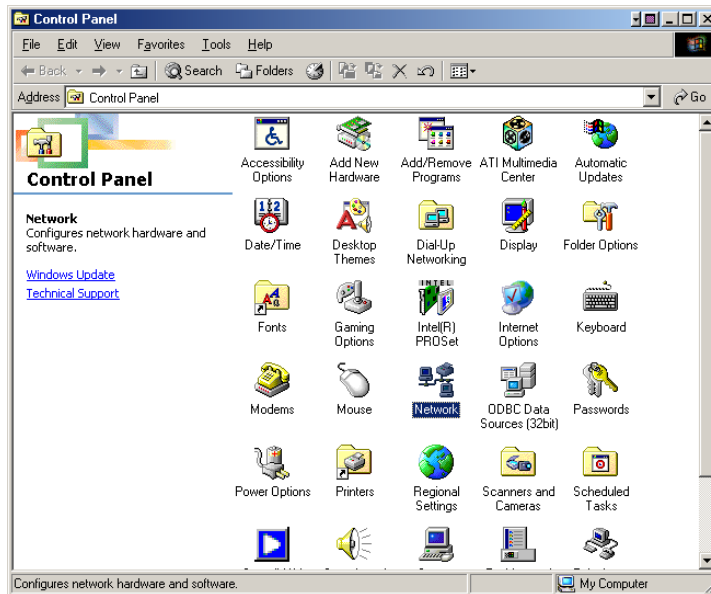 Control Panel
File Edit View Favorites Tools Help
Back Search Folders
Address Control Panel Go
Control Panel
Network
Configures network hardware and
software.
Windows Update
Technical Support
Accessibility
Options
Add New
Hardware
Add/Remove
Programs
ATI Multimedia
Center
Automatic
Updates
Date/Time
Desktop
Themes
Dial-Up
Networking
Display
Folder Options
Fonts
Gaming
Options
INTEL
Intel(R)
PROSet
Internet
Options
Keyboard
Modems
Mouse
Network
ODBC Data
Sources (32bit)
Passwords
Power Options
Printers
Regional
Settings
Scanners and
Cameras
Scheduled
Tasks
Configures network hardware and software. My Computer